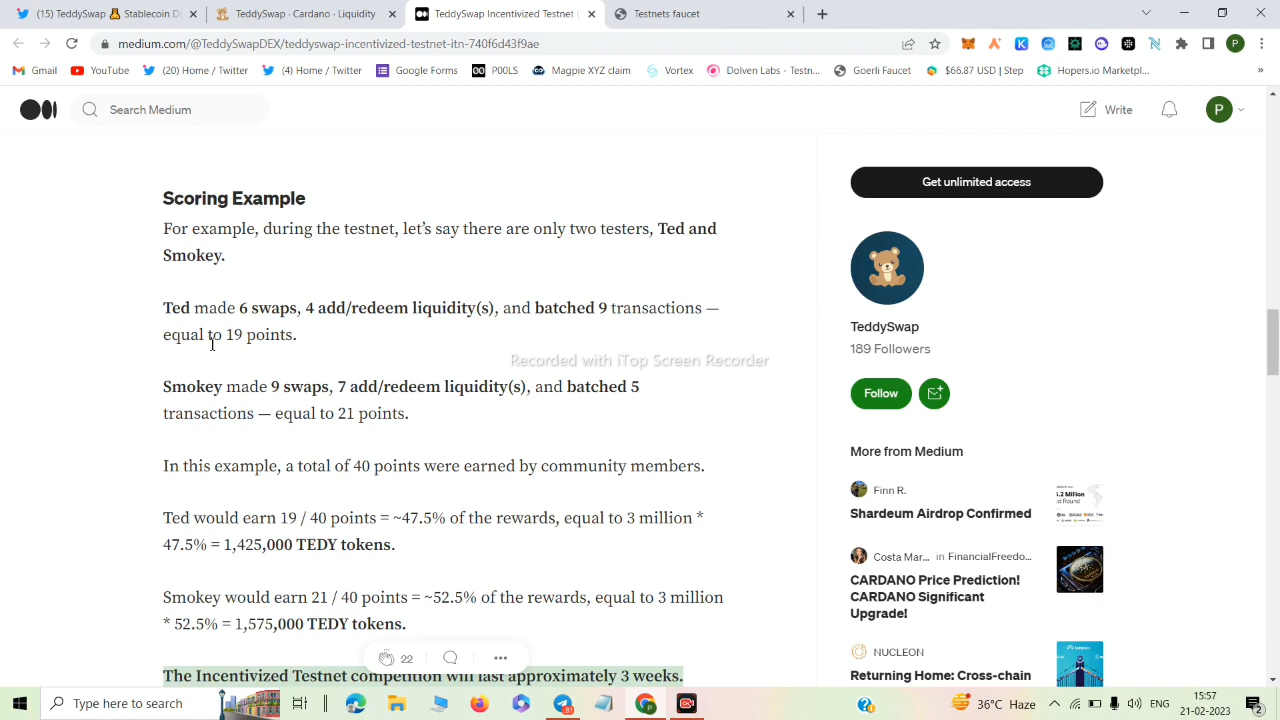 (15) TeddySwap Stablecoin D
TeddySwap - Cardano - Liquidity
TeddySwap Incentivized Testnet (
Testnets faucet
medium.com/@TeddySwapDEX/teddyswap-incentivized-testnet-itn-740f6d43f9ae
Gmail
YouTube
(20) Home / Twitter
(4) Home / Twitter
Google Forms
P00LS
Magpie XYZ claim
Vortex
Dolven Labs - Testn...
Goerli Faucet
$66.87 USD | Step
Hopers.io Marketpl...
»
Search Medium
Write
P
Scoring Example
For example, during the testnet, let’s say there are only two testers, Ted and
Smokey.
Ted made 6 swaps, 4 add/redeem liquidity(s), and batched 9 transactions —
equal to 19 points.
Recorded with iTop Screen Recorder
Smokey made 9 swaps, 7 add/redeem liquidity(s), and batched 5
transactions — equal to 21 points.
In this example, a total of 40 points were earned by community members.
Ted would earn 19 / 40 points = ~47.5% of the rewards, equal to 3 million *
47.5% = 1,425,000 TEDY tokens.
Smokey would earn 21 / 40 points = ~52.5% of the rewards, equal to 3 million
* 52.5% = 1,575,000 TEDY tokens.
22
The Incentivized Testnet competition will last approximately 3 weeks.
Get unlimited access
TeddySwap
189 Followers
Follow
More from Medium
Finn R.
Shardeum Airdrop Confirmed
Costa Mar... in FinancialFreedo...
CARDANO Price Prediction!
CARDANO Significant
Upgrade!
NUCLEON
Returning Home: Cross-chain
Type here to search
36°C Haze
ENG
15:57
21-02-2023